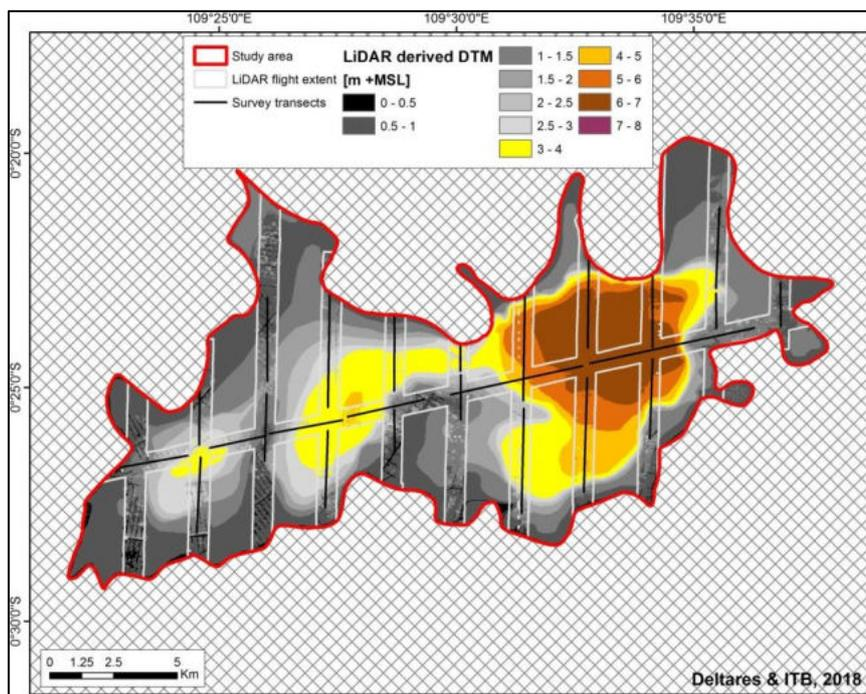 109°25'0"E 109°30'0"E 109°35'0"E
Study area
LiDAR flight extent
Survey transects
LiDAR derived DTM
[m +MSL]
0 - 0.5
0.5 - 1
1 - 1.5
1.5 - 2
2 - 2.5
2.5 - 3
3 - 4
4 - 5
5 - 6
6 - 7
7 - 8
0°20'0"S
0°25'0"S
0°30'0"S
0 1.25 2.5 5
Km
Deltares & ITB, 2018